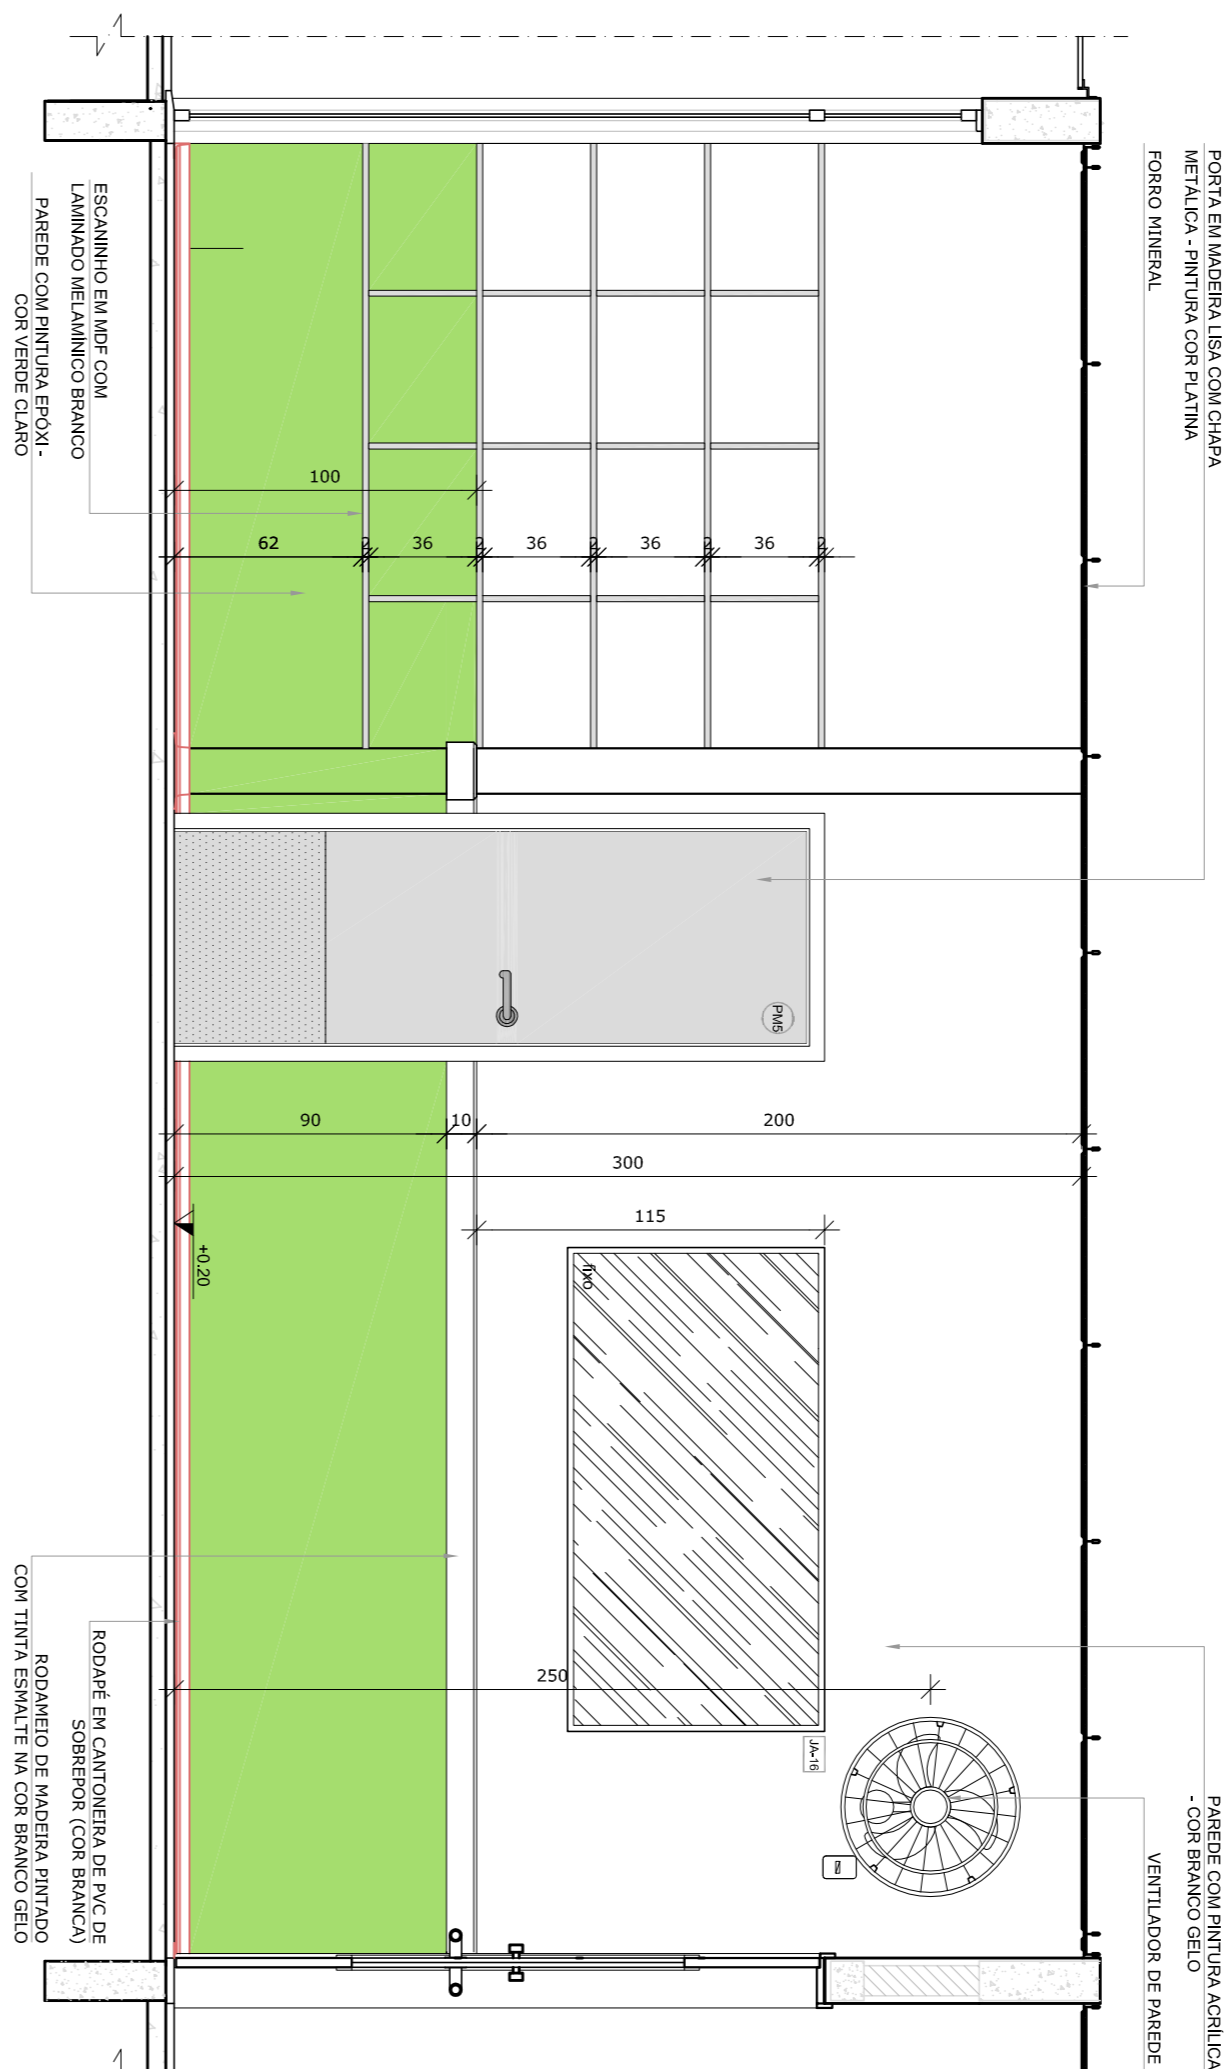 PORTA EM MADEIRA LISA COM CHAPA
METÁLICA - PINTURA COR PLATINA
FORRO MINERAL
PAREDE COM PINTURA ACRÍLICA
- COR BRANCO GELO
VENTILADOR DE PAREDE
PM5
fixo
JA-16
100
62
2
36
2
36
2
36
2
36
2
90
10
200
300
115
250
+0.20
ESCANINHO EM MDF COM
LAMINADO MELAMÍNICO BRANCO
PAREDE COM PINTURA EPÓXI -
COR VERDE CLARO
RODAPÉ EM CANTONEIRA DE PVC DE
SOBREPOR (COR BRANCA)
RODAMEIO DE MADEIRA PINTADO
COM TINTA ESMALTE NA COR BRANCO GELO